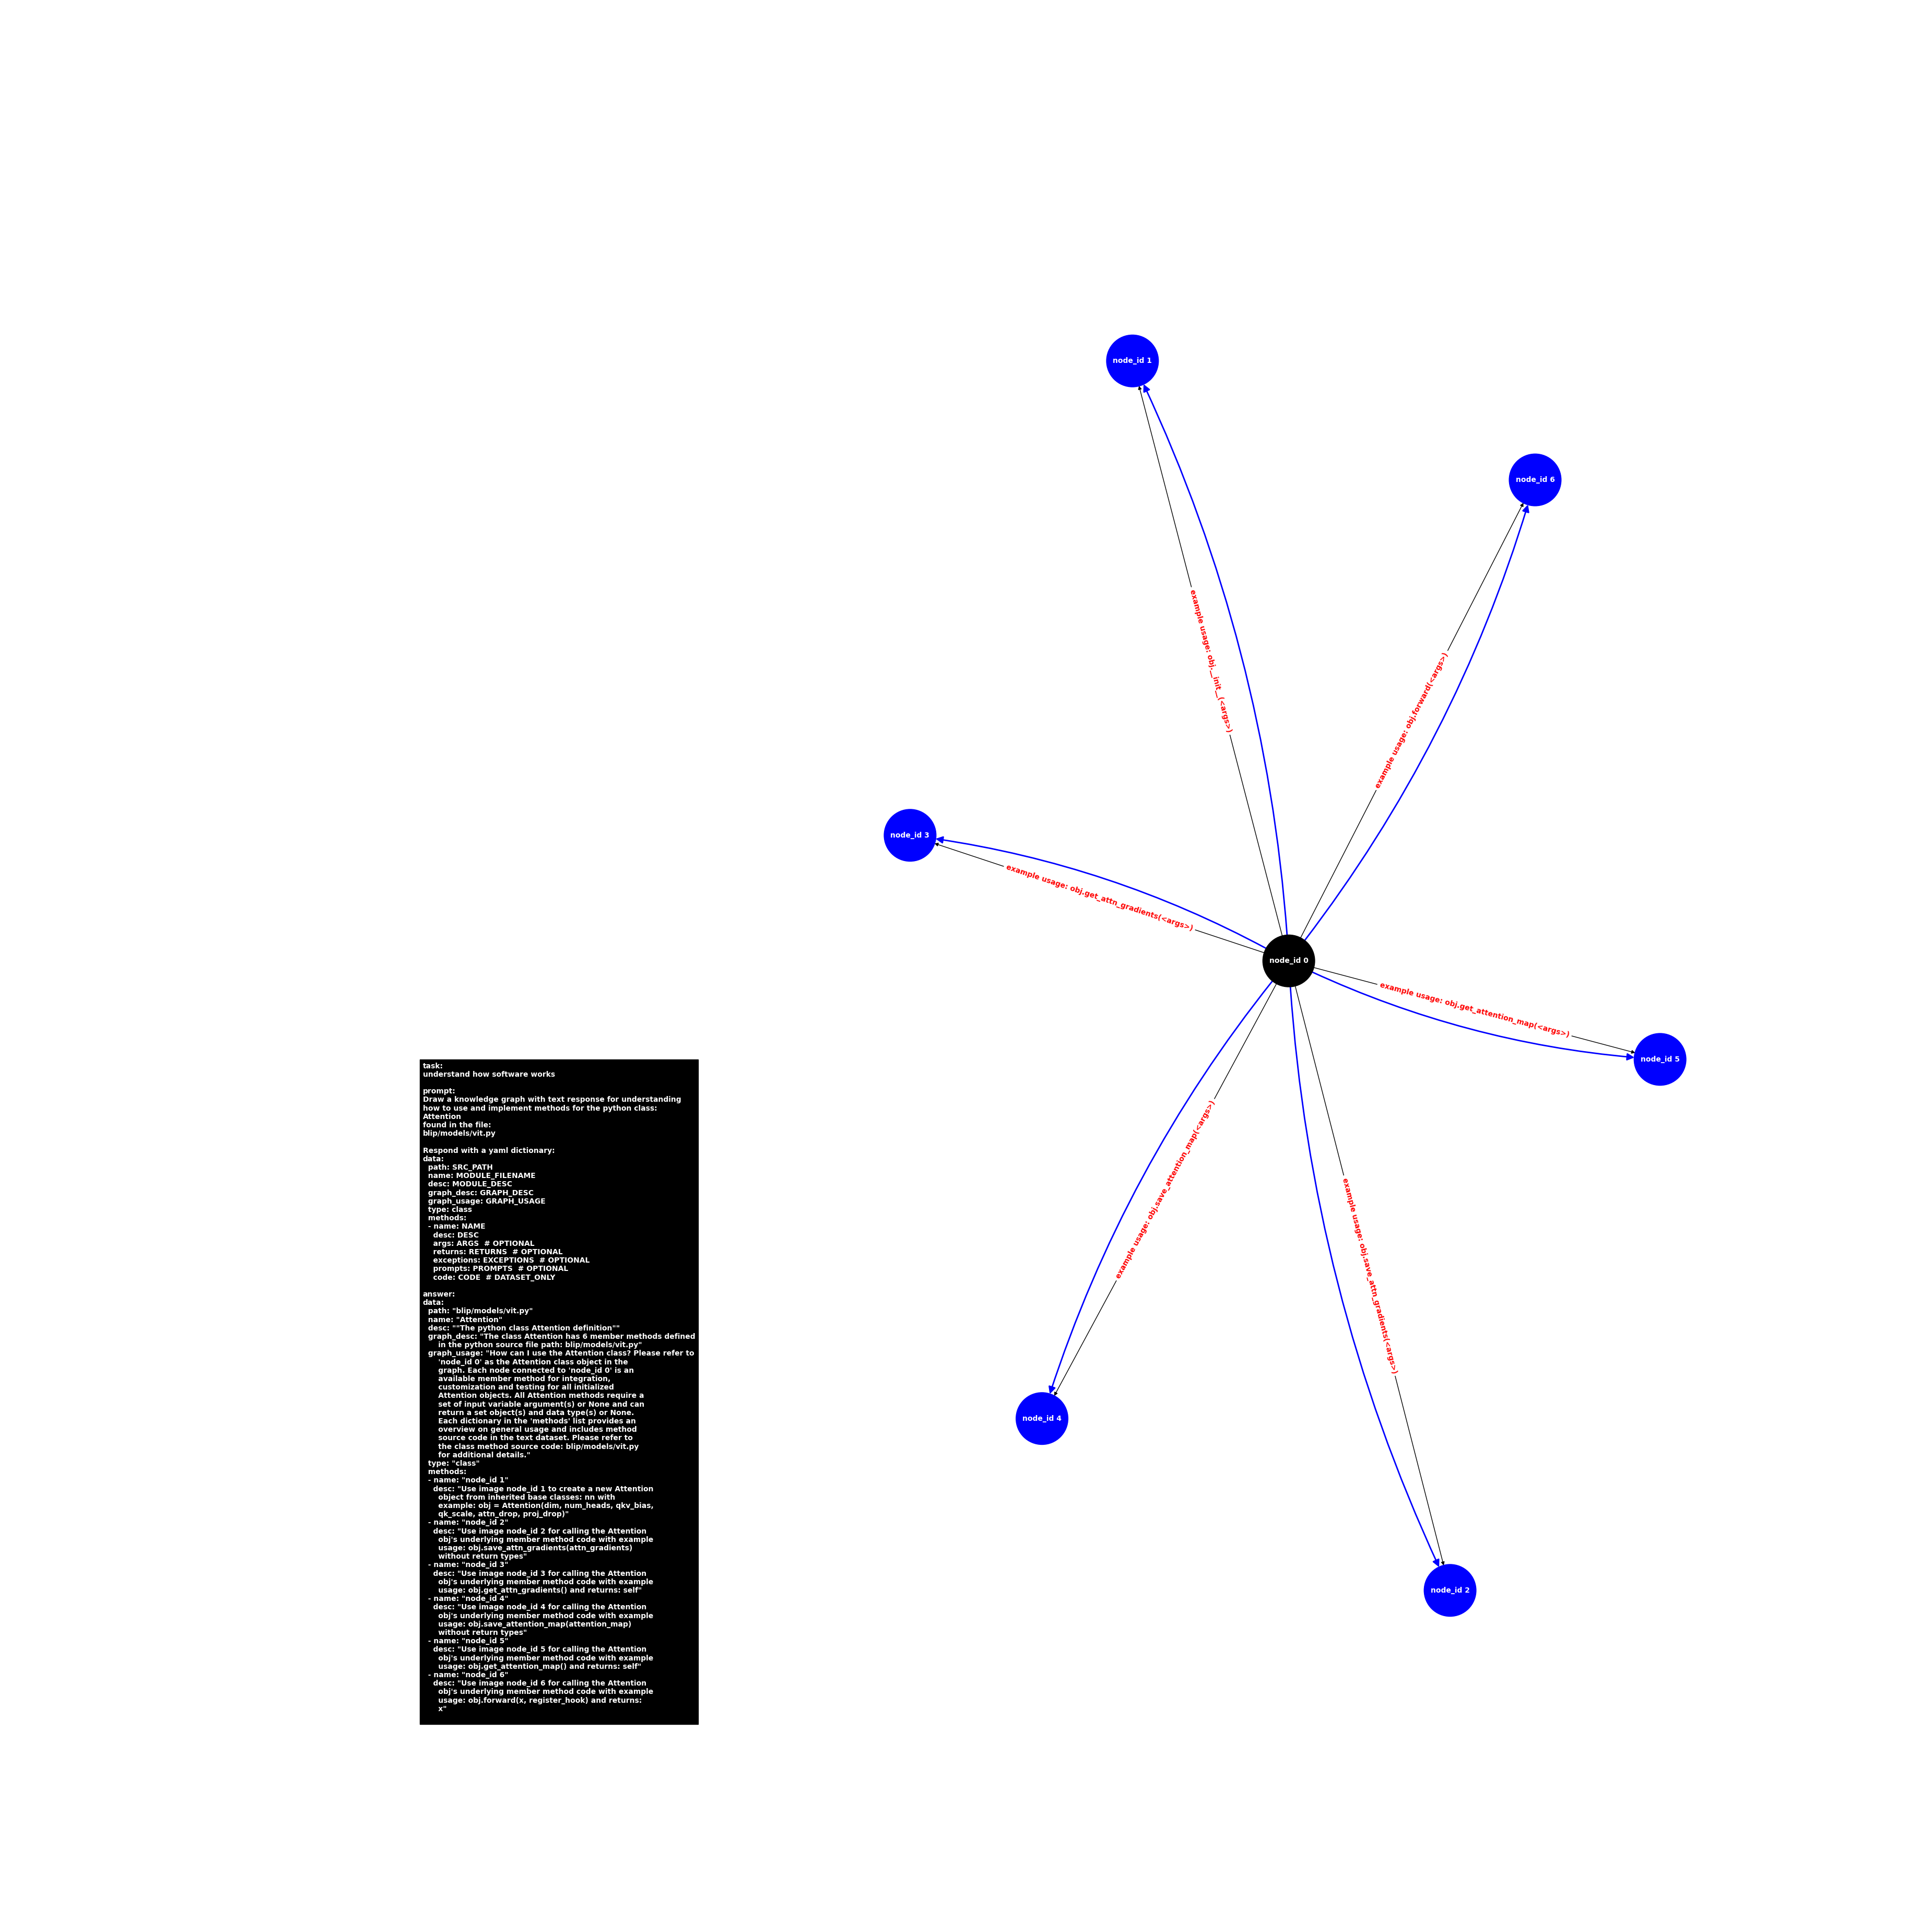 node_id 1
node_id 6
example usage: obj.__init__(<args>)
example usage: obj.forward(<args>)
node_id 3
example usage: obj.get_attn_gradients(<args>)
node_id 0
example usage: obj.get_attention_map(<args>)
node_id 5
example usage: obj.save_attention_map(<args>)
example usage: obj.save_attn_gradients(<args>)
node_id 4
node_id 2
task:
understand how software works

prompt:
Draw a knowledge graph with text response for understanding
how to use and implement methods for the python class:
Attention
found in the file:
blip/models/vit.py

Respond with a yaml dictionary:
data:
  path: SRC_PATH
  name: MODULE_FILENAME
  desc: MODULE_DESC
  graph_desc: GRAPH_DESC
  graph_usage: GRAPH_USAGE
  type: class
  methods:
  - name: NAME
    desc: DESC
    args: ARGS  # OPTIONAL
    returns: RETURNS  # OPTIONAL
    exceptions: EXCEPTIONS  # OPTIONAL
    prompts: PROMPTS  # OPTIONAL
    code: CODE  # DATASET_ONLY

answer:
data:
  path: "blip/models/vit.py"
  name: "Attention"
  desc: ""The python class Attention definition""
  graph_desc: "The class Attention has 6 member methods defined
      in the python source file path: blip/models/vit.py"
  graph_usage: "How can I use the Attention class? Please refer to
      'node_id 0' as the Attention class object in the
      graph. Each node connected to 'node_id 0' is an
      available member method for integration,
      customization and testing for all initialized
      Attention objects. All Attention methods require a
      set of input variable argument(s) or None and can
      return a set object(s) and data type(s) or None.
      Each dictionary in the 'methods' list provides an
      overview on general usage and includes method
      source code in the text dataset. Please refer to
      the class method source code: blip/models/vit.py
      for additional details."
  type: "class"
  methods:
  - name: "node_id 1"
    desc: "Use image node_id 1 to create a new Attention
      object from inherited base classes: nn with
      example: obj = Attention(dim, num_heads, qkv_bias,
      qk_scale, attn_drop, proj_drop)"
  - name: "node_id 2"
    desc: "Use image node_id 2 for calling the Attention
      obj's underlying member method code with example
      usage: obj.save_attn_gradients(attn_gradients)
      without return types"
  - name: "node_id 3"
    desc: "Use image node_id 3 for calling the Attention
      obj's underlying member method code with example
      usage: obj.get_attn_gradients() and returns: self"
  - name: "node_id 4"
    desc: "Use image node_id 4 for calling the Attention
      obj's underlying member method code with example
      usage: obj.save_attention_map(attention_map)
      without return types"
  - name: "node_id 5"
    desc: "Use image node_id 5 for calling the Attention
      obj's underlying member method code with example
      usage: obj.get_attention_map() and returns: self"
  - name: "node_id 6"
    desc: "Use image node_id 6 for calling the Attention
      obj's underlying member method code with example
      usage: obj.forward(x, register_hook) and returns:
      x"